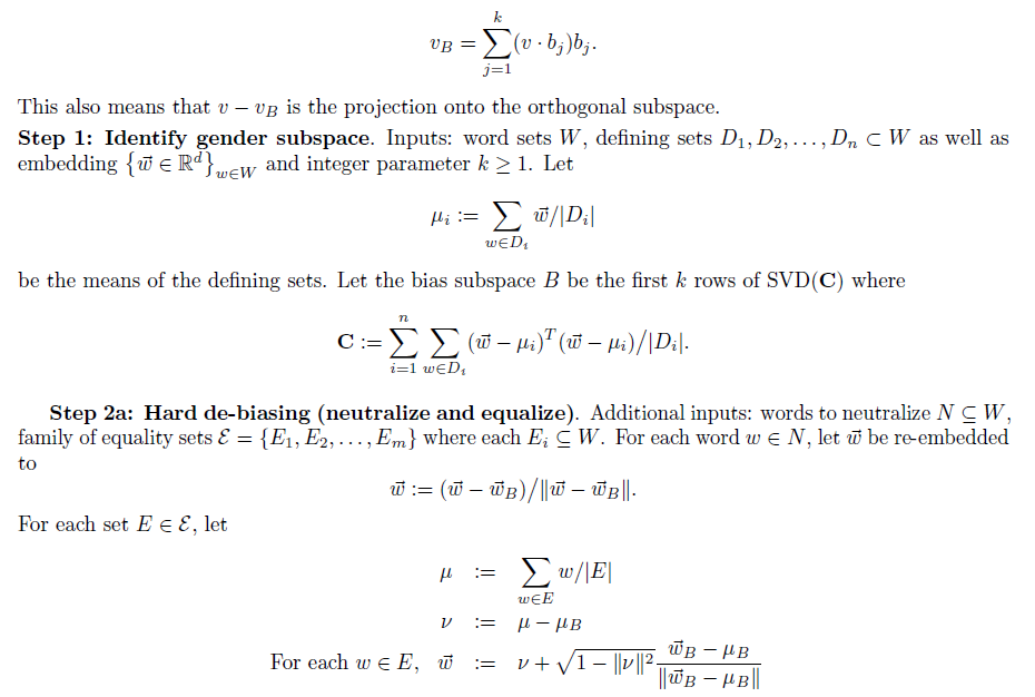 v_B = \sum_{j=1}^{k} (v · b_j) b_j.
This also means that v − v_B is the projection onto the orthogonal subspace.
Step 1: Identify gender subspace. Inputs: word sets W, defining sets D_1, D_2, . . . , D_n ⊂ W as well as
embedding {\vec{w} ∈ ℝ^d}_{w∈W} and integer parameter k ≥ 1. Let
μ_i := \sum_{w∈D_i} \vec{w}/|D_i|
be the means of the defining sets. Let the bias subspace B be the first k rows of SVD(C) where
C := \sum_{i=1}^{n} \sum_{w∈D_i} (\vec{w} − μ_i)^T (\vec{w} − μ_i)/|D_i|.
Step 2a: Hard de-biasing (neutralize and equalize). Additional inputs: words to neutralize N ⊆ W,
family of equality sets ℰ = {E_1, E_2, . . . , E_m} where each E_i ⊆ W. For each word w ∈ N, let \vec{w} be re-embedded
to
\vec{w} := (\vec{w} − \vec{w}_B)/‖\vec{w} − \vec{w}_B‖.
For each set E ∈ ℰ, let
μ := \sum_{w∈E} w/|E|
ν := μ − μ_B
For each w ∈ E, \vec{w} := ν + \sqrt{1 − ‖ν‖^2} \frac{\vec{w}_B − μ_B}{‖\vec{w}_B − μ_B‖}